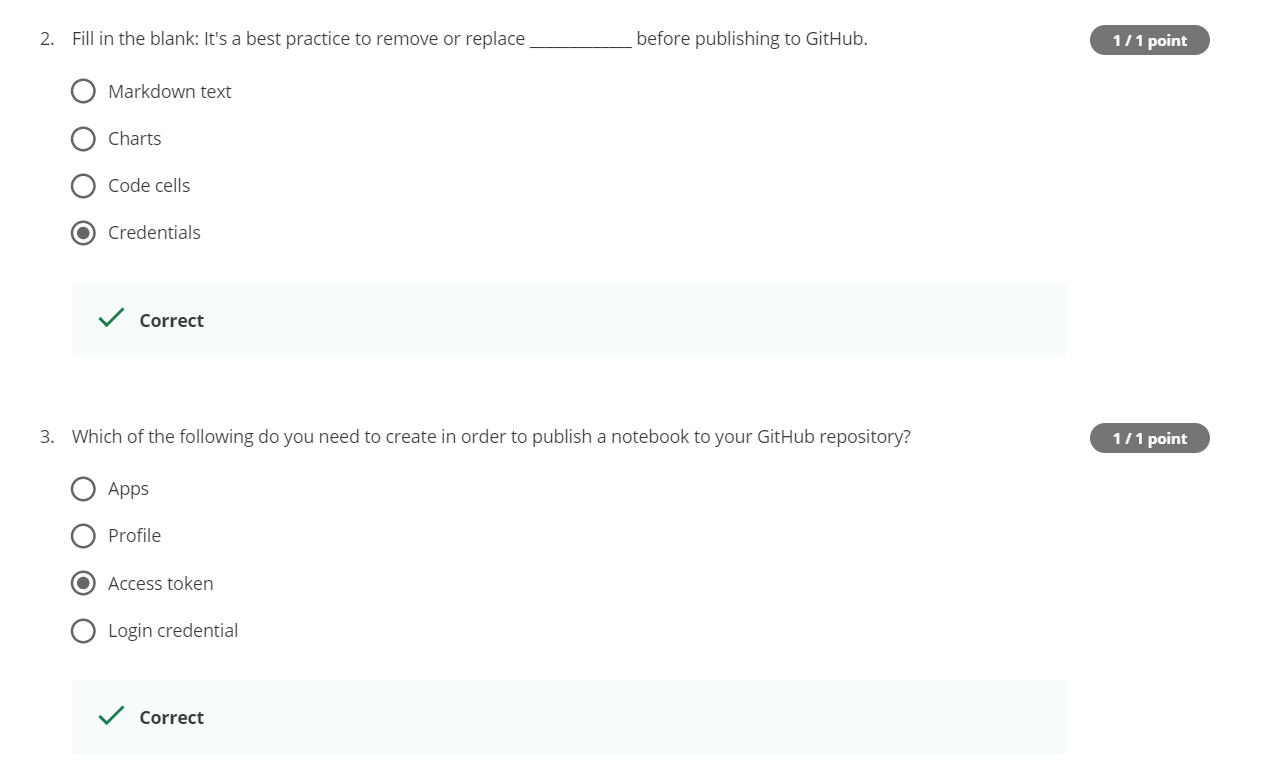 2. Fill in the blank: It's a best practice to remove or replace _____________ before publishing to GitHub.
1 / 1 point
Markdown text
Charts
Code cells
Credentials
Correct
3. Which of the following do you need to create in order to publish a notebook to your GitHub repository?
1 / 1 point
Apps
Profile
Access token
Login credential
Correct